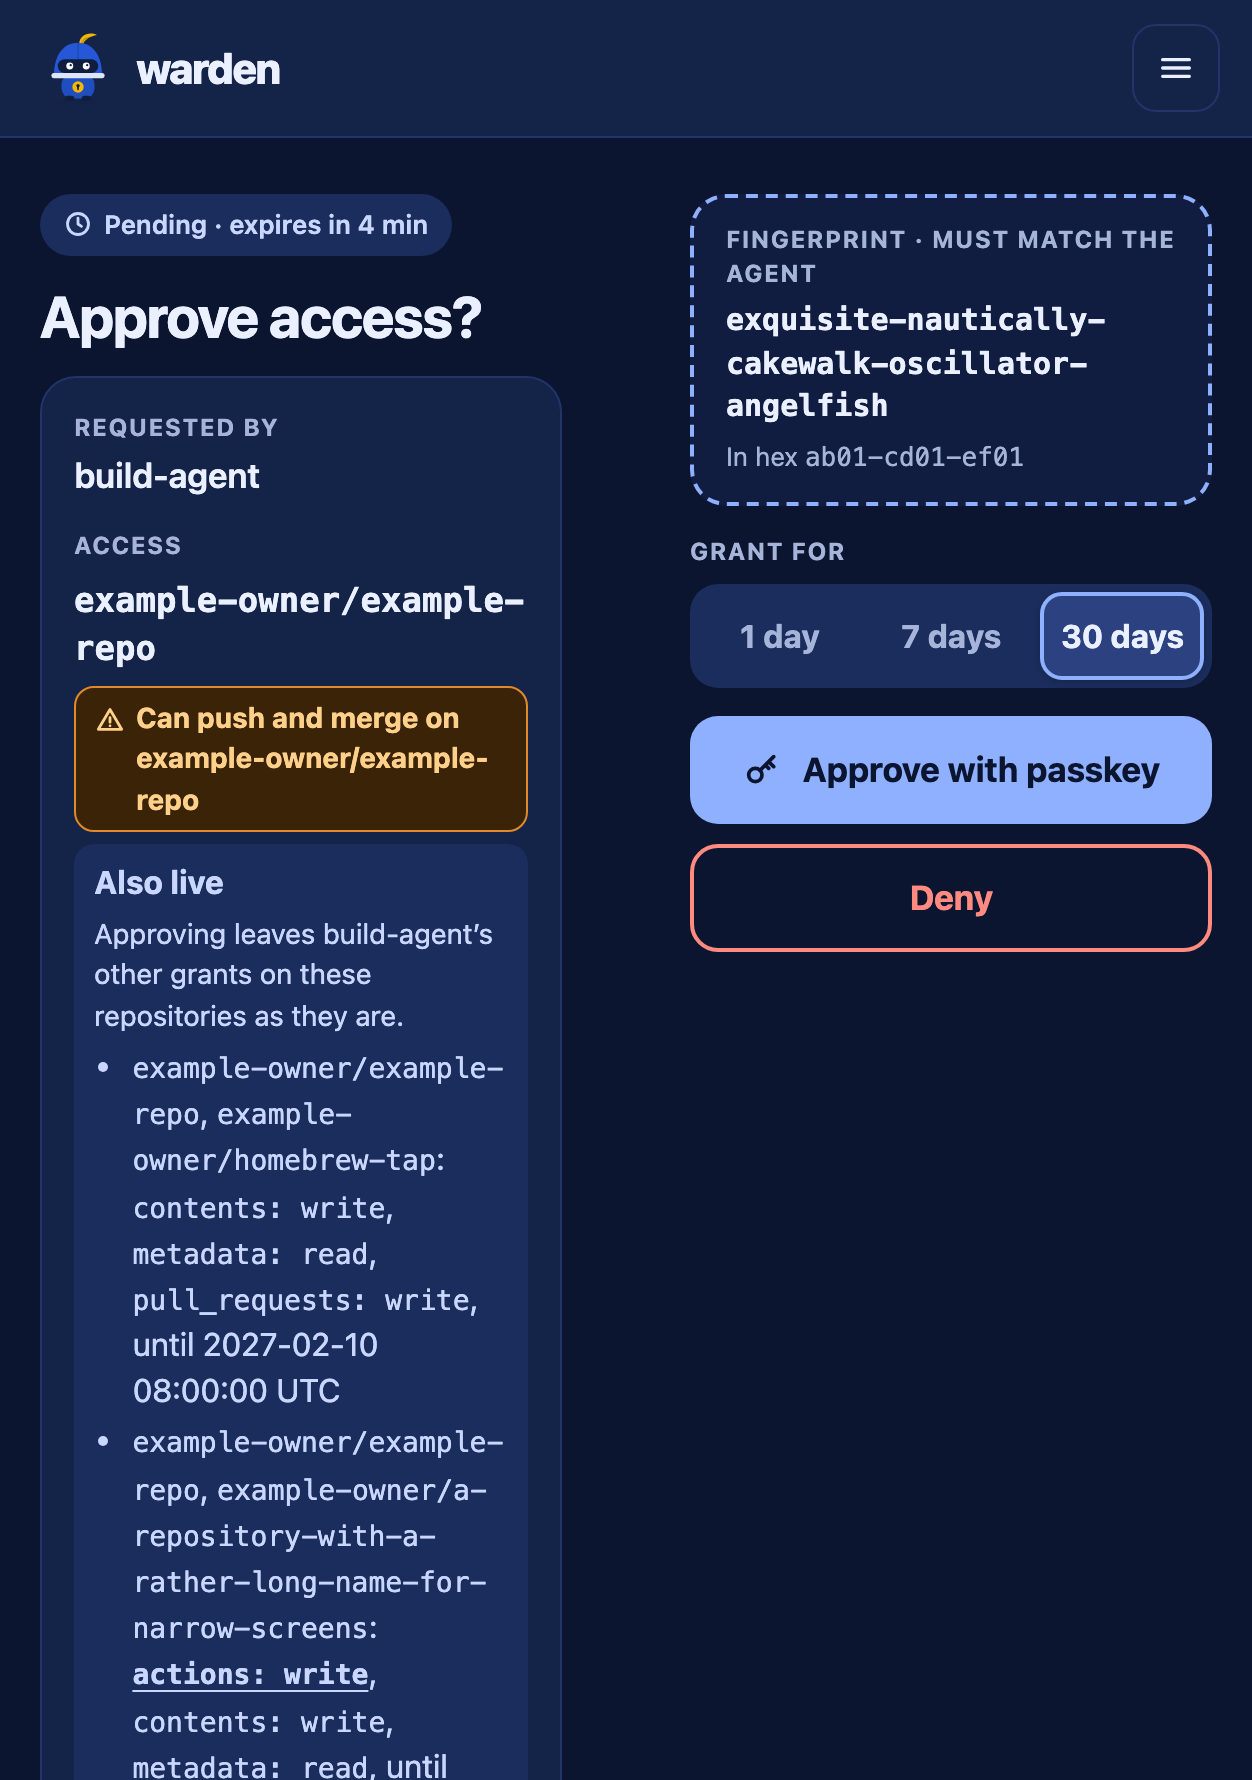 warden
Pending · expires in 4 min
Approve access?
REQUESTED BY
build-agent
ACCESS
example-owner/example-
repo
Can push and merge on
example-owner/example-
repo
Also live
Approving leaves build-agent’s
other grants on these
repositories as they are.
• example-owner/example-
repo, example-
owner/homebrew-tap:
contents: write,
metadata: read,
pull_requests: write,
until 2027-02-10
08:00:00 UTC
• example-owner/example-
repo, example-owner/a-
repository-with-a-
rather-long-name-for-
narrow-screens:
actions: write,
contents: write,
metadata: read, until
FINGERPRINT · MUST MATCH THE
AGENT
exquisite-nautically-
cakewalk-oscillator-
angelfish
In hex ab01-cd01-ef01
GRANT FOR
1 day 7 days 30 days
Approve with passkey
Deny